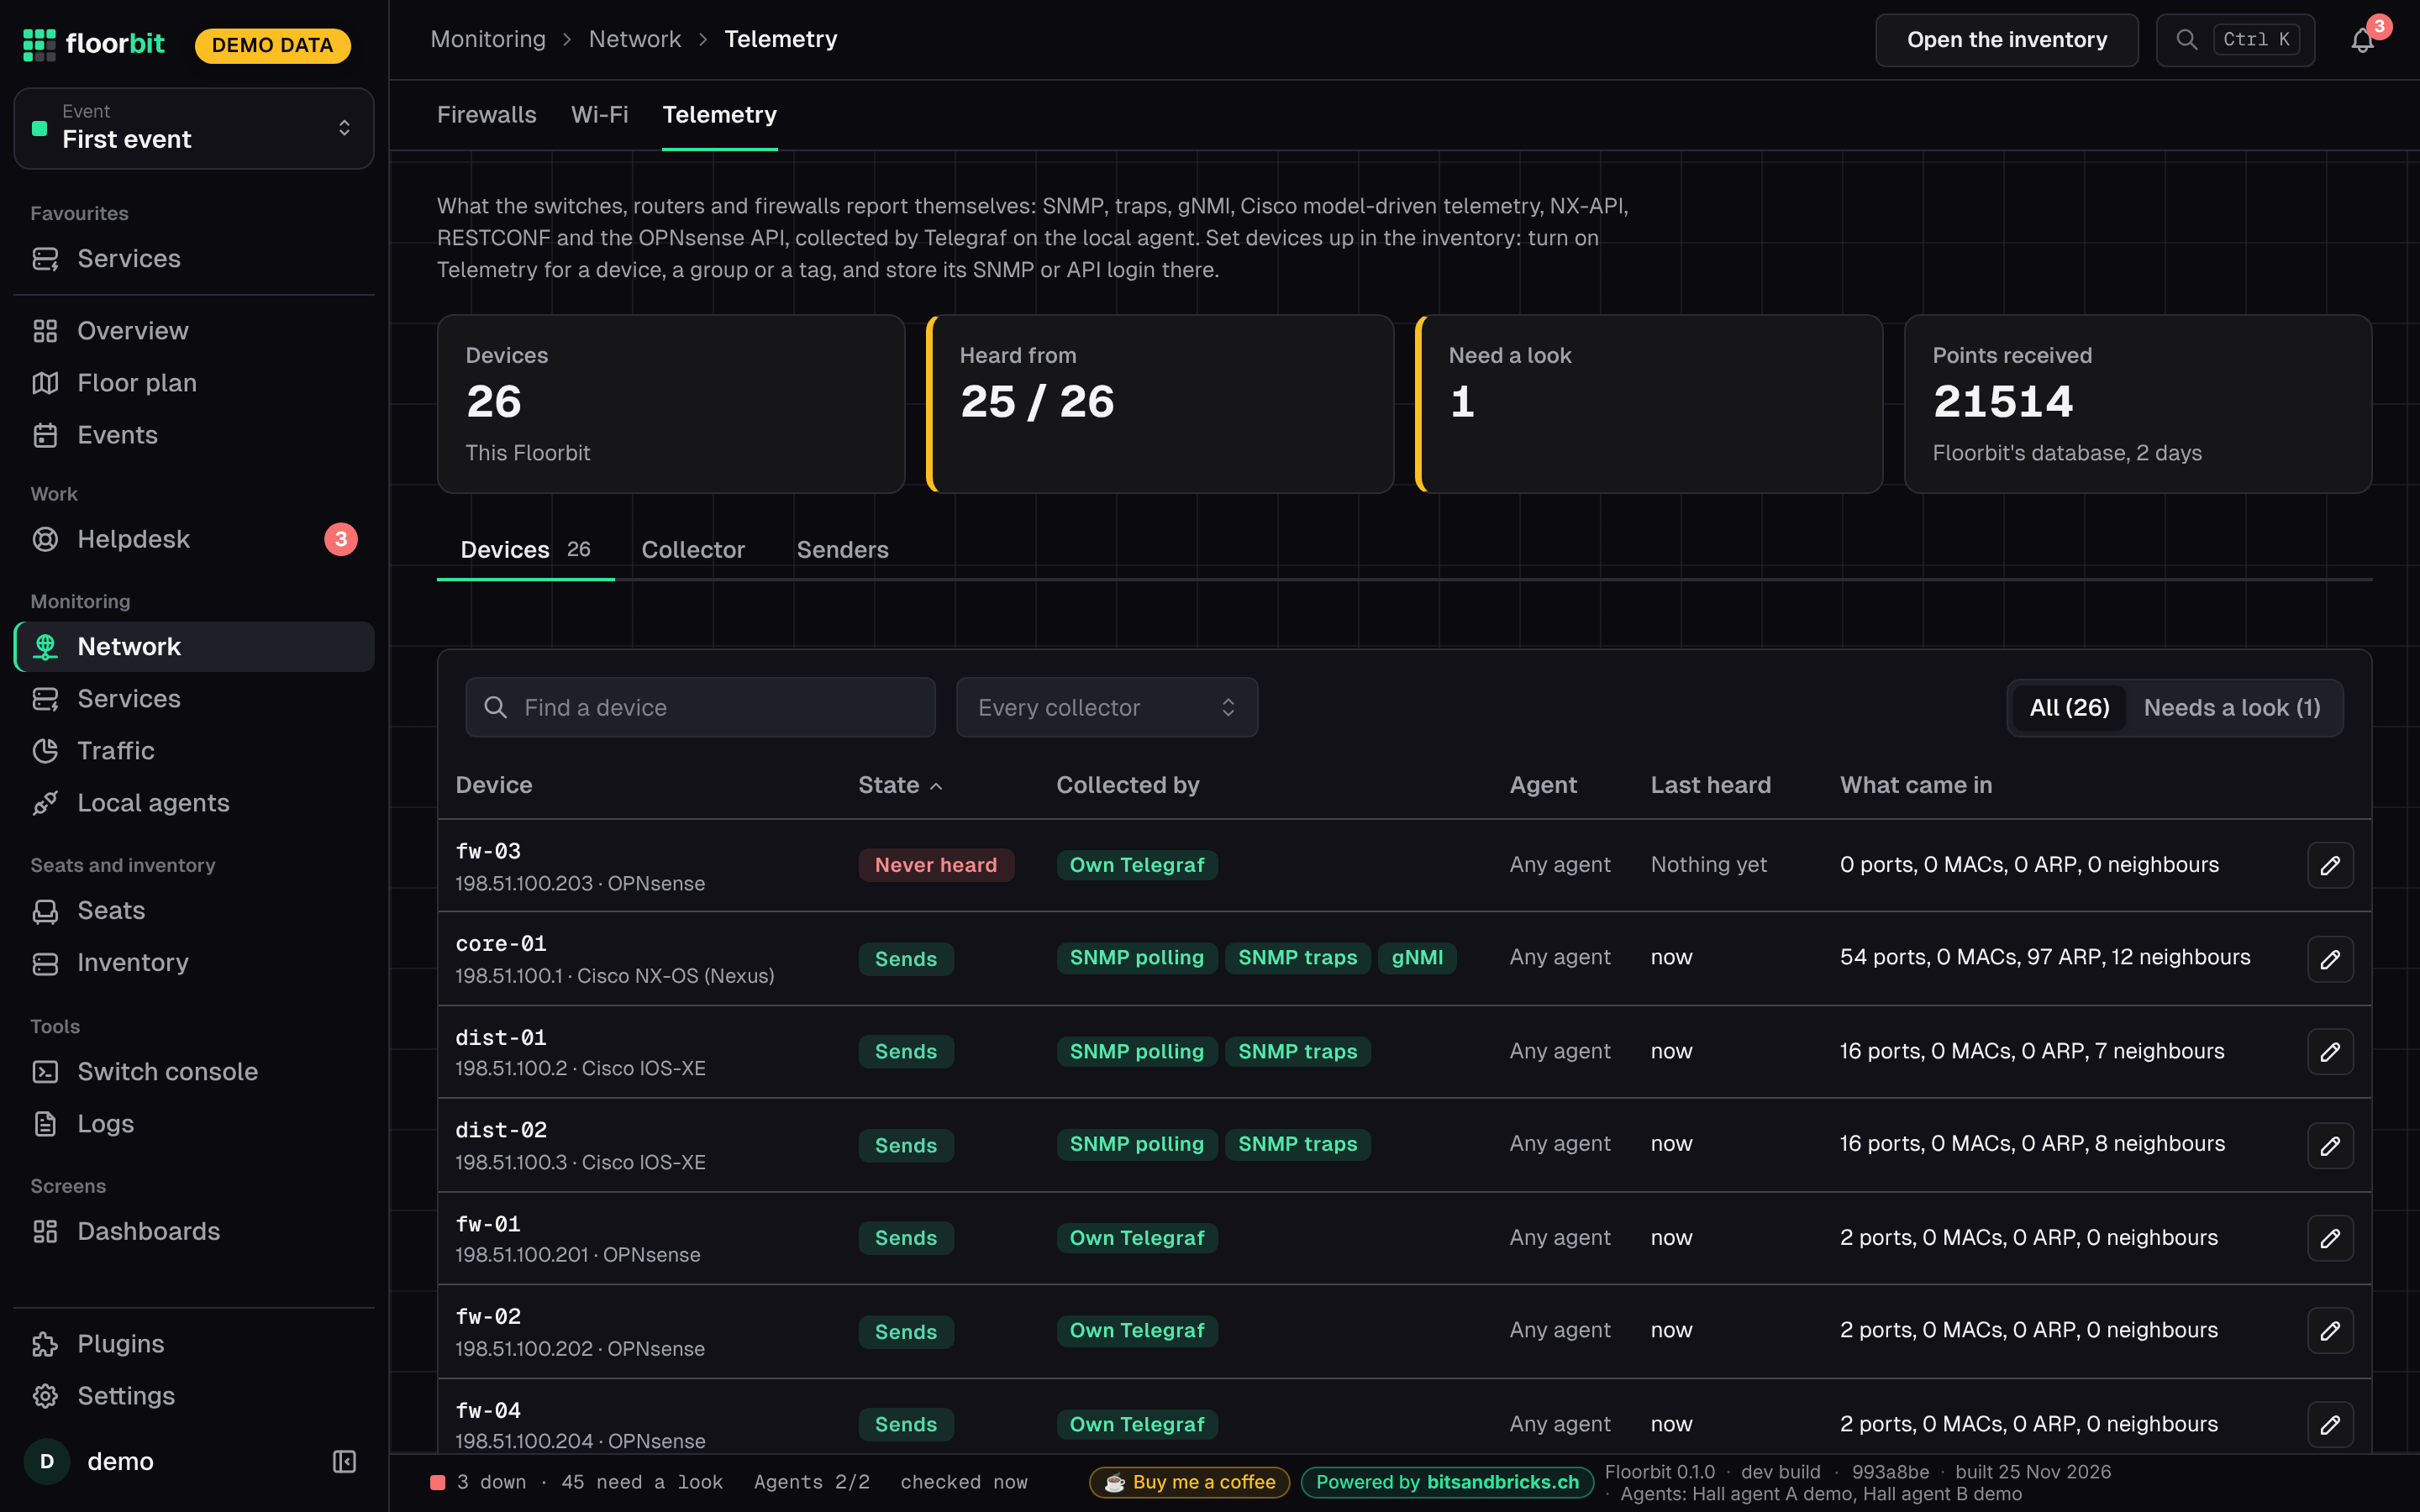 floorbit
DEMO DATA
Event
First event
Favourites
Services
Overview
Floor plan
Events
Work
Helpdesk
3
Monitoring
Network
Services
Traffic
Local agents
Seats and inventory
Seats
Inventory
Tools
Switch console
Logs
Screens
Dashboards
Plugins
Settings
D
demo
Monitoring
Network
Telemetry
Open the inventory
Ctrl K
3
Firewalls
Wi-Fi
Telemetry
What the switches, routers and firewalls report themselves: SNMP, traps, gNMI, Cisco model-driven telemetry, NX-API,
RESTCONF and the OPNsense API, collected by Telegraf on the local agent. Set devices up in the inventory: turn on
Telemetry for a device, a group or a tag, and store its SNMP or API login there.
Devices
26
This Floorbit
Heard from
25 / 26
Need a look
1
Points received
21514
Floorbit's database, 2 days
Devices 26
Collector
Senders
Find a device
Every collector
All (26)
Needs a look (1)
Device
State
Collected by
Agent
Last heard
What came in
fw-03
198.51.100.203 · OPNsense
Never heard
Own Telegraf
Any agent
Nothing yet
0 ports, 0 MACs, 0 ARP, 0 neighbours
core-01
198.51.100.1 · Cisco NX-OS (Nexus)
Sends
SNMP polling
SNMP traps
gNMI
Any agent
now
54 ports, 0 MACs, 97 ARP, 12 neighbours
dist-01
198.51.100.2 · Cisco IOS-XE
Sends
SNMP polling
SNMP traps
Any agent
now
16 ports, 0 MACs, 0 ARP, 7 neighbours
dist-02
198.51.100.3 · Cisco IOS-XE
Sends
SNMP polling
SNMP traps
Any agent
now
16 ports, 0 MACs, 0 ARP, 8 neighbours
fw-01
198.51.100.201 · OPNsense
Sends
Own Telegraf
Any agent
now
2 ports, 0 MACs, 0 ARP, 0 neighbours
fw-02
198.51.100.202 · OPNsense
Sends
Own Telegraf
Any agent
now
2 ports, 0 MACs, 0 ARP, 0 neighbours
fw-04
198.51.100.204 · OPNsense
Sends
Own Telegraf
Any agent
now
2 ports, 0 MACs, 0 ARP, 0 neighbours
3 down · 45 need a look
Agents 2/2
checked now
Buy me a coffee
Powered by bitsandbricks.ch
Floorbit 0.1.0 · dev build · 993a8be · built 25 Nov 2026
· Agents: Hall agent A demo, Hall agent B demo